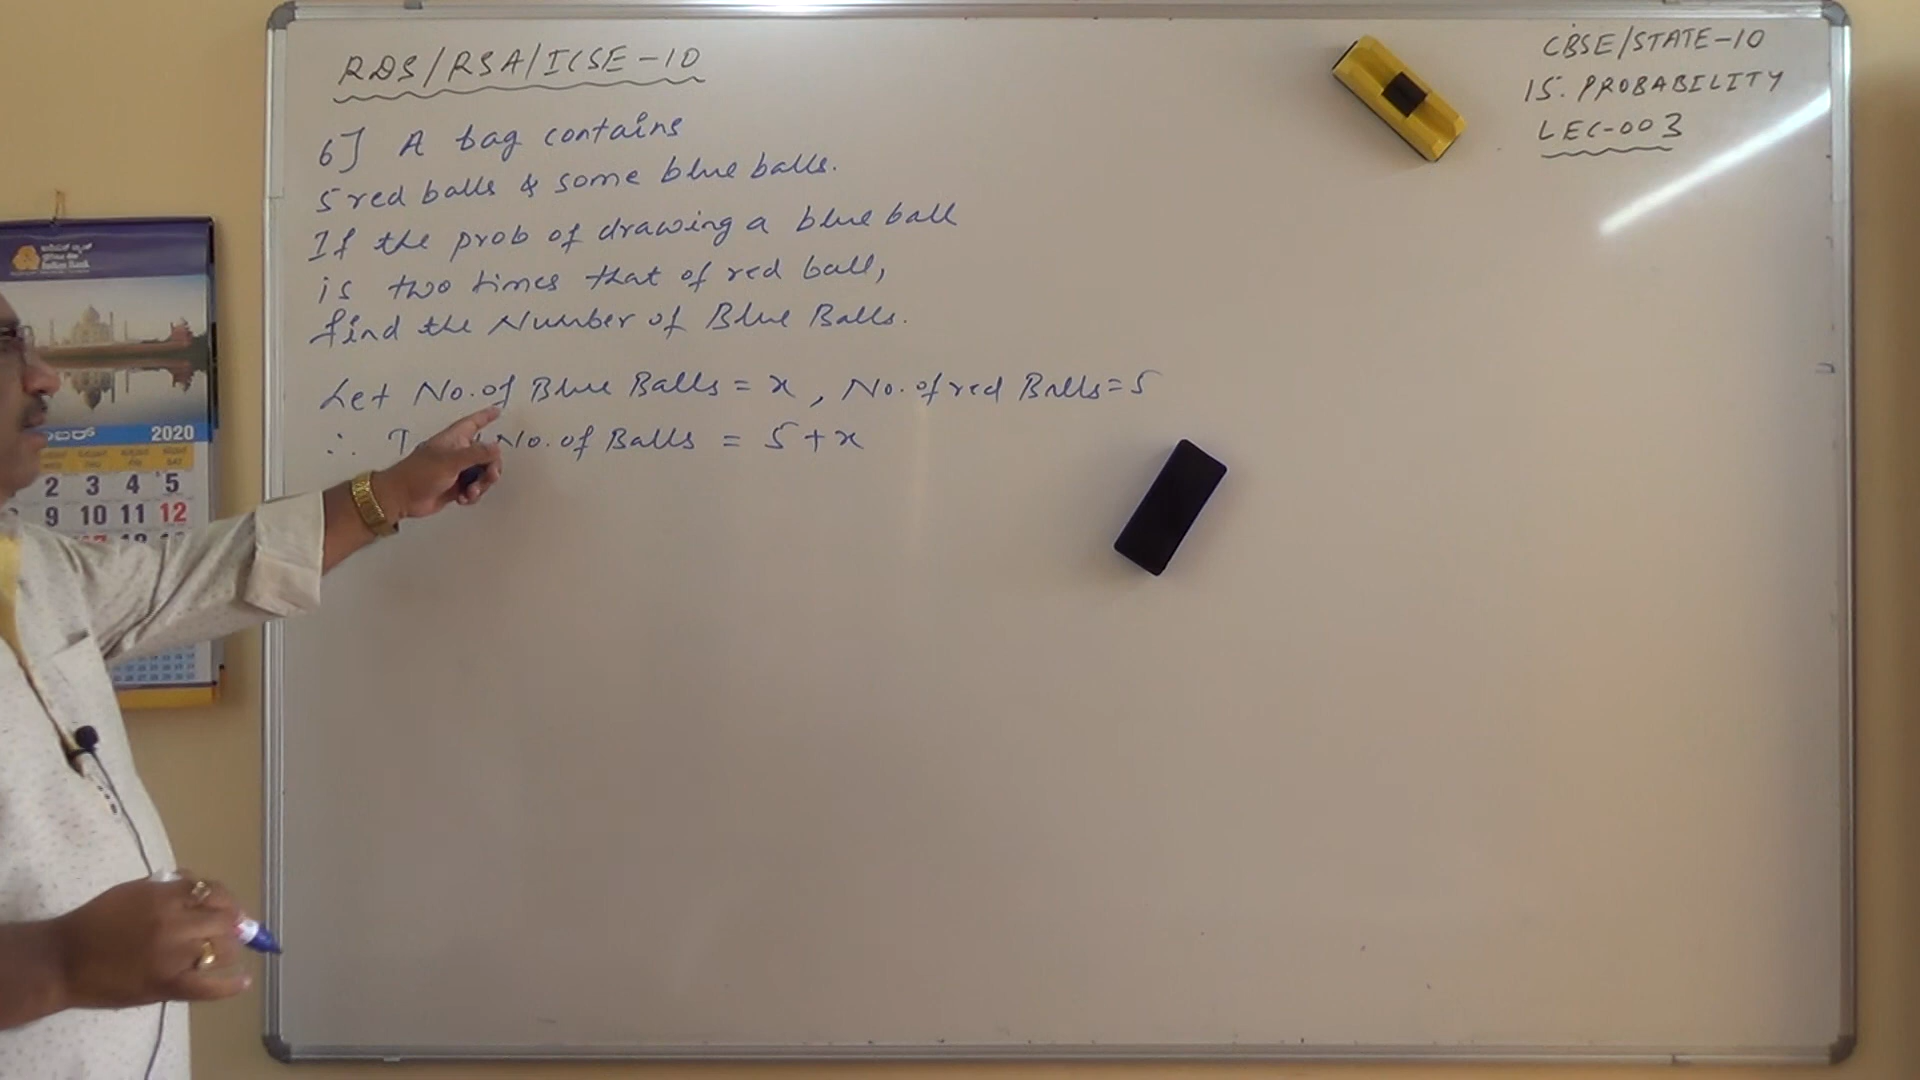 RDS/RSA/ICSE-10
CBSE/STATE-10
15. PROBABILITY
LEC-003
6] A bag contains
5 red balls & some blue balls.
If the prob of drawing a blue ball
is two times that of red ball,
find the Number of Blue Balls.
Let No. of Blue Balls = x, No. of red Balls = 5
∴ No. of Balls = 5+x
Indian Bank
2020
2 3 4 5
9 10 11 12